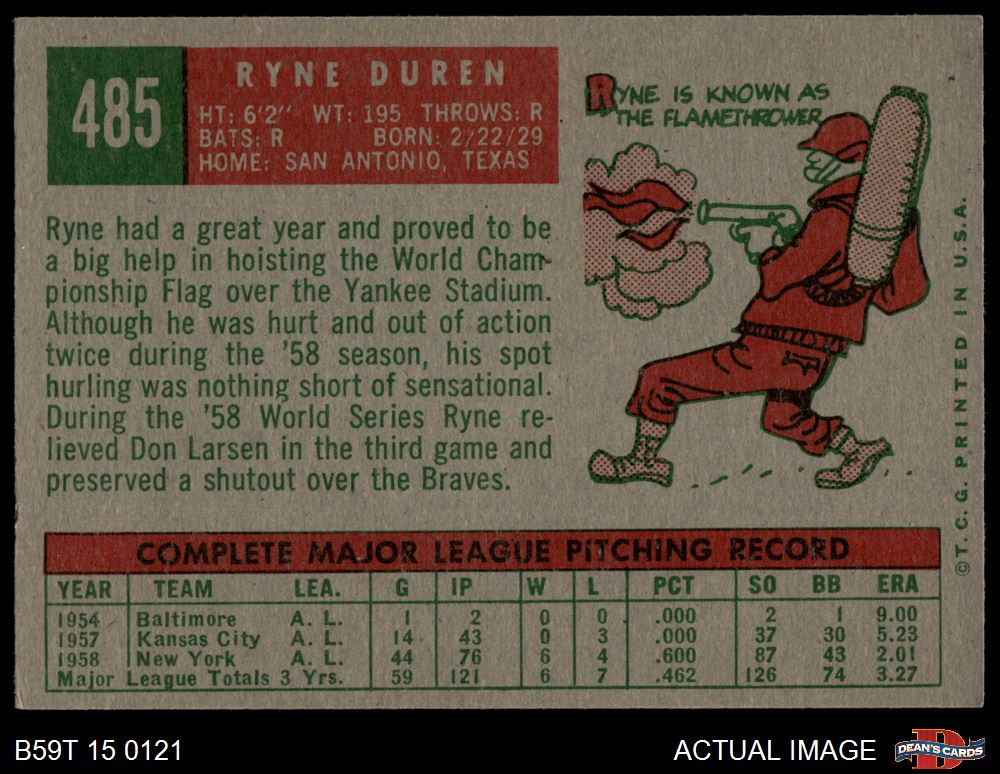 485
RYNE DUREN
HT: 6'2" WT: 195 THROWS: R
BATS: R BORN: 2/22/29
HOME: SAN ANTONIO, TEXAS
RYNE IS KNOWN AS
THE FLAMETHROWER
Ryne had a great year and proved to be
a big help in hoisting the World Cham-
pionship Flag over the Yankee Stadium.
Although he was hurt and out of action
twice during the '58 season, his spot
hurling was nothing short of sensational.
During the '58 World Series Ryne re-
lieved Don Larsen in the third game and
preserved a shutout over the Braves.
©T. C. G. PRINTED IN U.S.A.
COMPLETE MAJOR LEAGUE PITCHING RECORD
YEAR TEAM LEA. G IP W L PCT SO BB ERA
1954 Baltimore A. L. 1 2 0 0 .000 2 1 9.00
1957 Kansas City A. L. 14 43 0 3 .000 37 30 5.23
1958 New York A. L. 44 76 6 4 .600 87 43 2.01
Major League Totals 3 Yrs. 59 121 6 7 .462 126 74 3.27
B59T 15 0121
ACTUAL IMAGE
DEAN'S CARDS